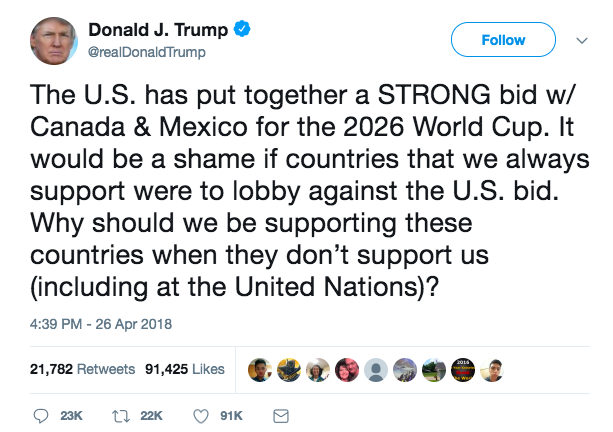 Donald J. Trump
@realDonaldTrump
Follow
The U.S. has put together a STRONG bid w/
Canada & Mexico for the 2026 World Cup. It
would be a shame if countries that we always
support were to lobby against the U.S. bid.
Why should we be supporting these
countries when they don’t support us
(including at the United Nations)?
4:39 PM - 26 Apr 2018
21,782 Retweets 91,425 Likes
2016
23K 22K 91K